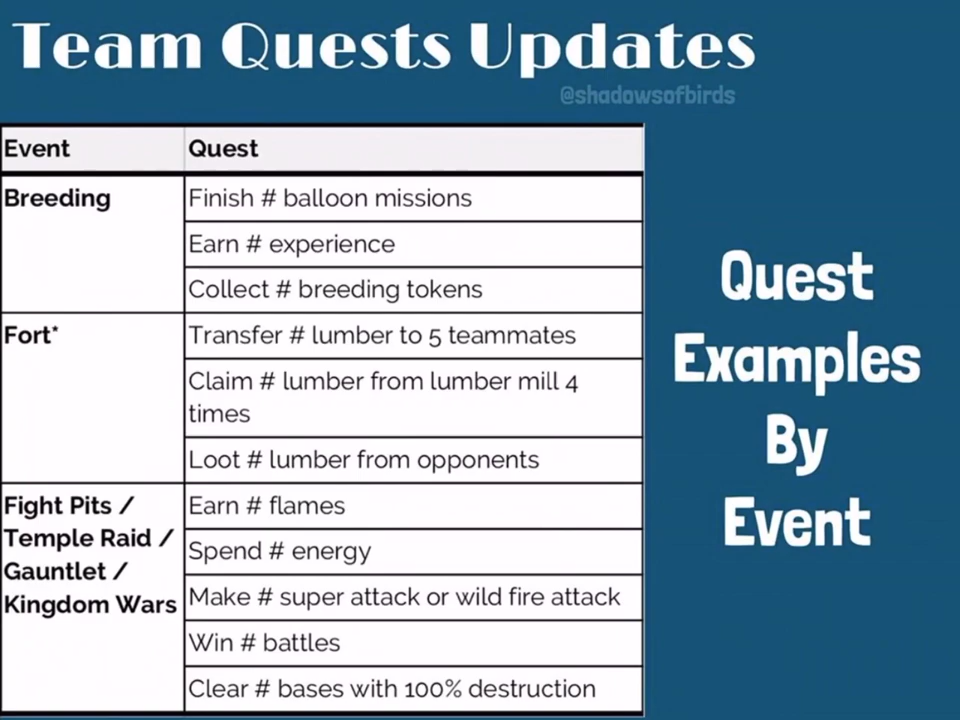 Team Quests Updates
@shadowsofbirds
Event Quest
Breeding Finish # balloon missions
Earn # experience
Collect # breeding tokens
Fort* Transfer # lumber to 5 teammates
Claim # lumber from lumber mill 4
times
Loot # lumber from opponents
Fight Pits / Earn # flames
Temple Raid /
Spend # energy
Gauntlet /
Kingdom Wars Make # super attack or wild fire attack
Win # battles
Clear # bases with 100% destruction
Quest
Examples
By
Event